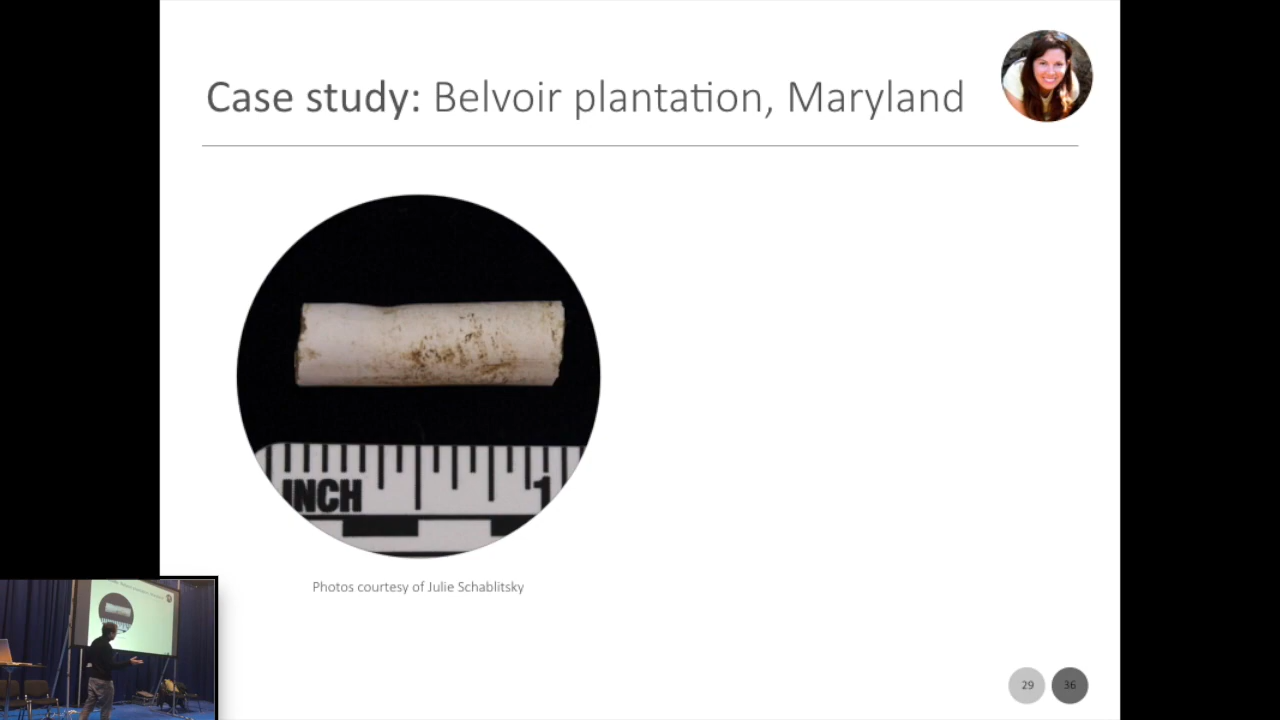 Case study: Belvoir plantation, Maryland
INCH
1
Photos courtesy of Julie Schablitsky
29
36